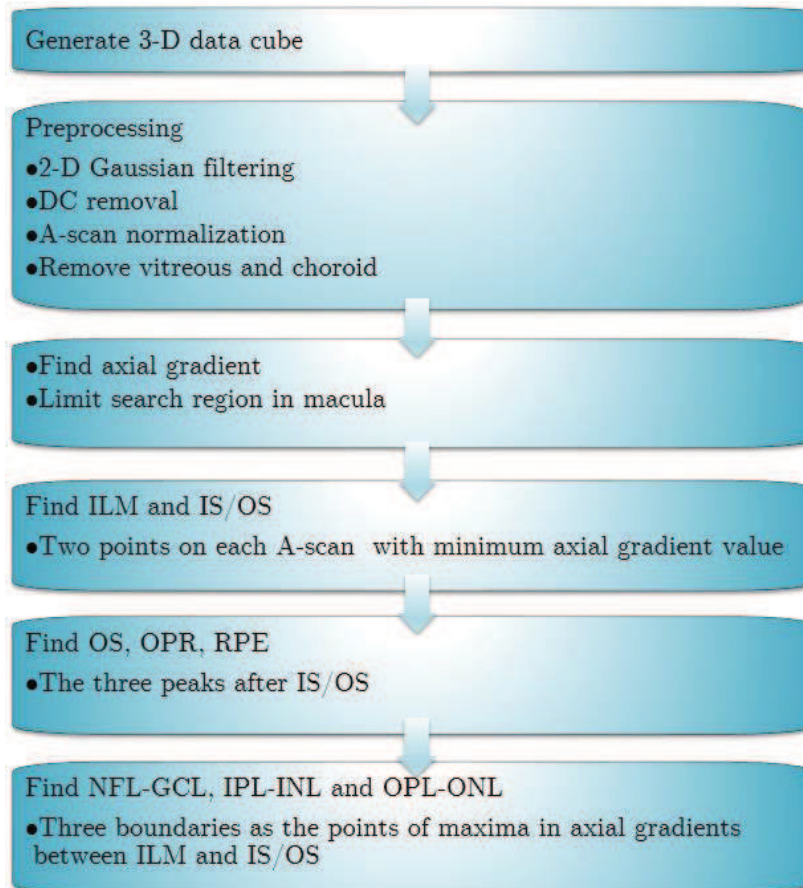 Generate 3-D data cube
Preprocessing
●2-D Gaussian filtering
●DC removal
●A-scan normalization
●Remove vitreous and choroid
●Find axial gradient
●Limit search region in macula
Find ILM and IS/OS
●Two points on each A-scan with minimum axial gradient value
Find OS, OPR, RPE
●The three peaks after IS/OS
Find NFL-GCL, IPL-INL and OPL-ONL
●Three boundaries as the points of maxima in axial gradients
between ILM and IS/OS